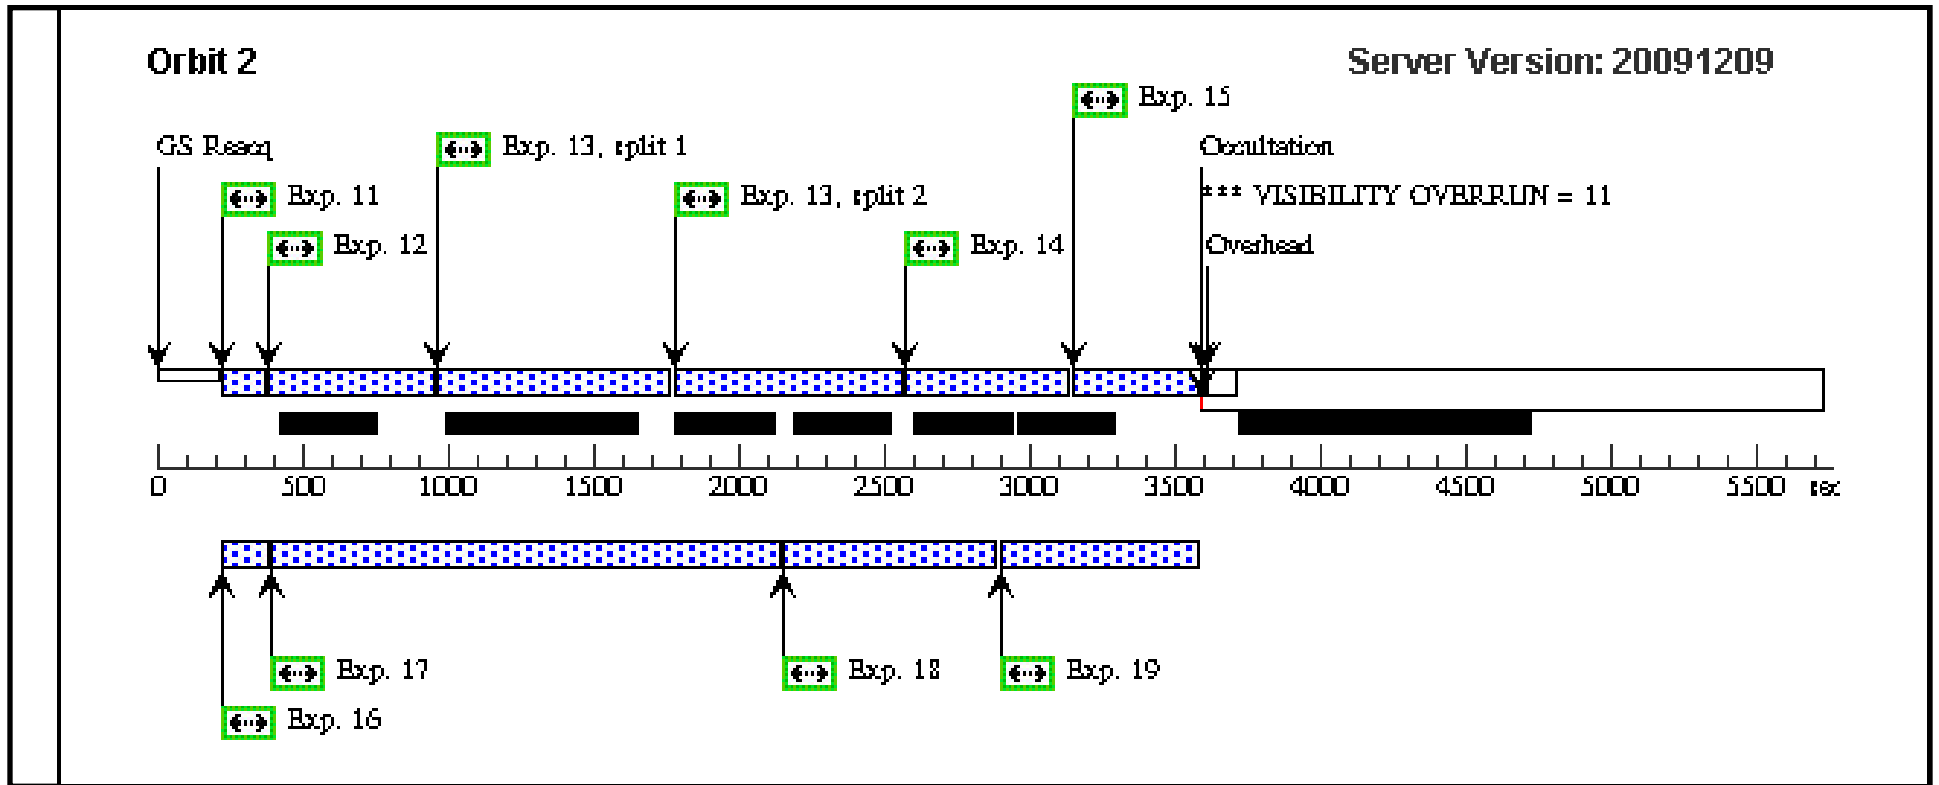 Orbit 2
Server Version: 20091209
Exp. 15
GS Reacq
Exp. 13, split 1
Occultation
Exp. 11
Exp. 13, split 2
*** VISIBILITY OVERRUN = 11
Exp. 12
Exp. 14
Overhead
0 500 1000 1500 2000 2500 3000 3500 4000 4500 5000 5500 sec
Exp. 17
Exp. 18
Exp. 19
Exp. 16